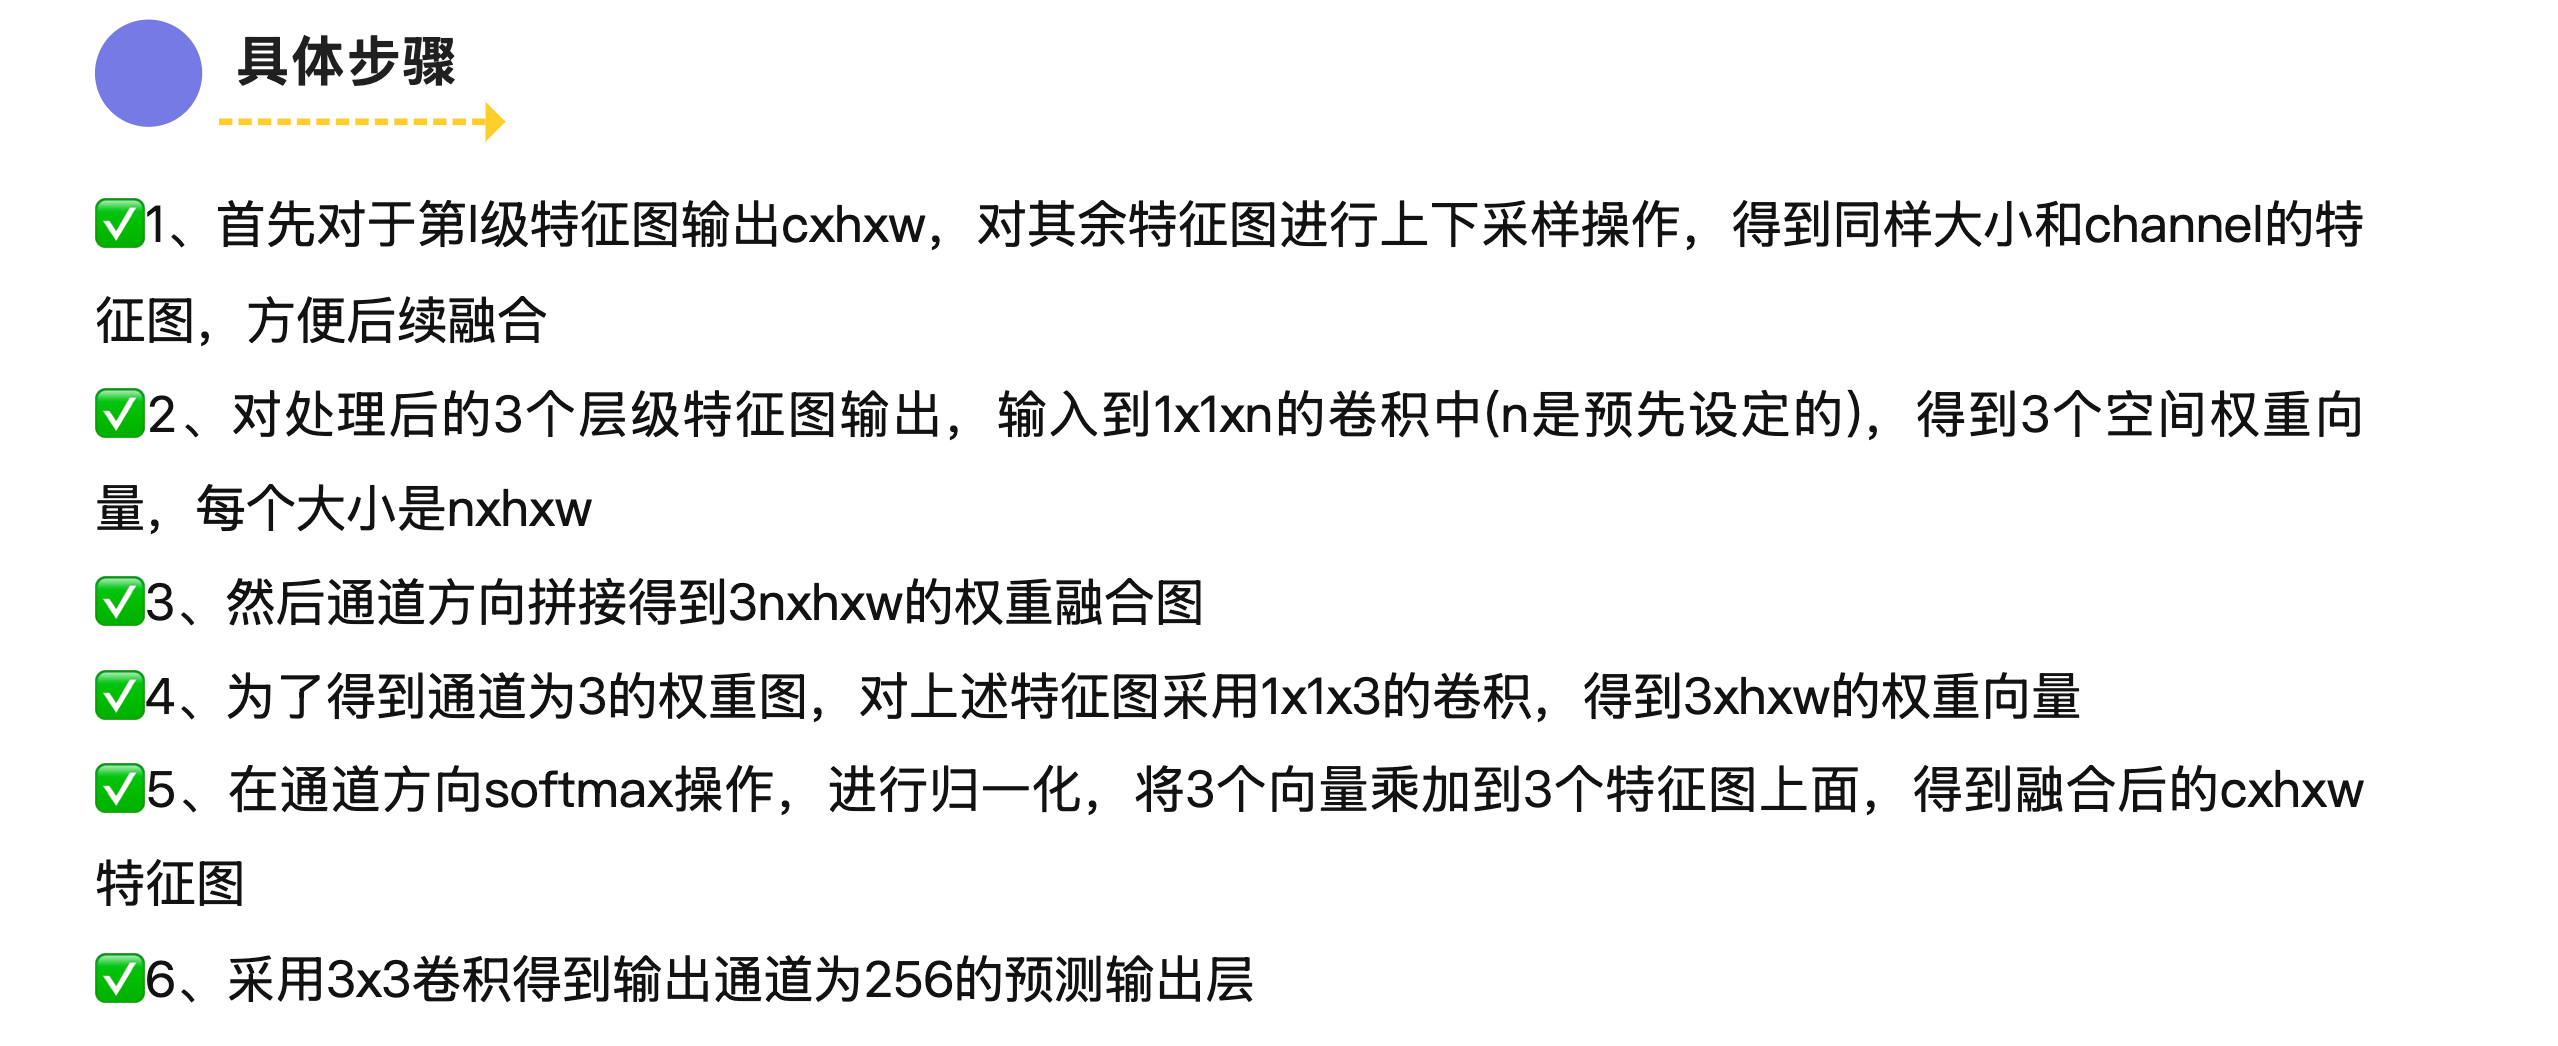 具体步骤
✅1、首先对于第l级特征图输出cxhxw，对其余特征图进行上下采样操作，得到同样大小和channel的特
征图，方便后续融合
✅2、对处理后的3个层级特征图输出，输入到1x1xn的卷积中(n是预先设定的)，得到3个空间权重向
量，每个大小是nxhxw
✅3、然后通道方向拼接得到3nxhxw的权重融合图
✅4、为了得到通道为3的权重图，对上述特征图采用1x1x3的卷积，得到3xhxw的权重向量
✅5、在通道方向softmax操作，进行归一化，将3个向量乘加到3个特征图上面，得到融合后的cxhxw
特征图
✅6、采用3x3卷积得到输出通道为256的预测输出层